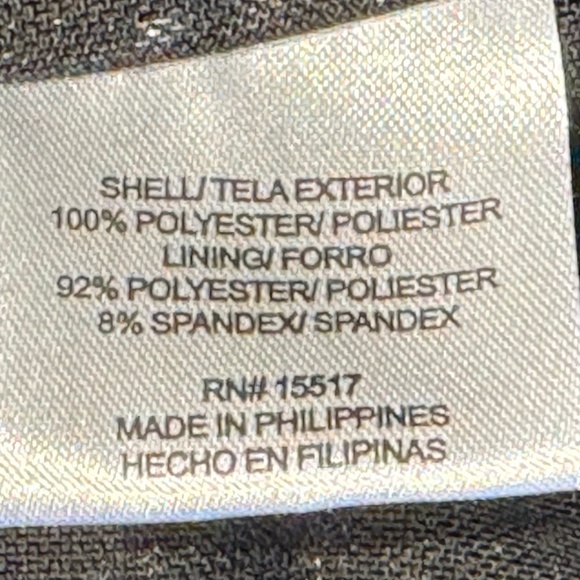 SHELL/ TELA EXTERIOR
100% POLYESTER/ POLIESTER
LINING/ FORRO
92% POLYESTER/ POLIESTER
8% SPANDEX/ SPANDEX
RN# 15517
MADE IN PHILIPPINES
HECHO EN FILIPINAS